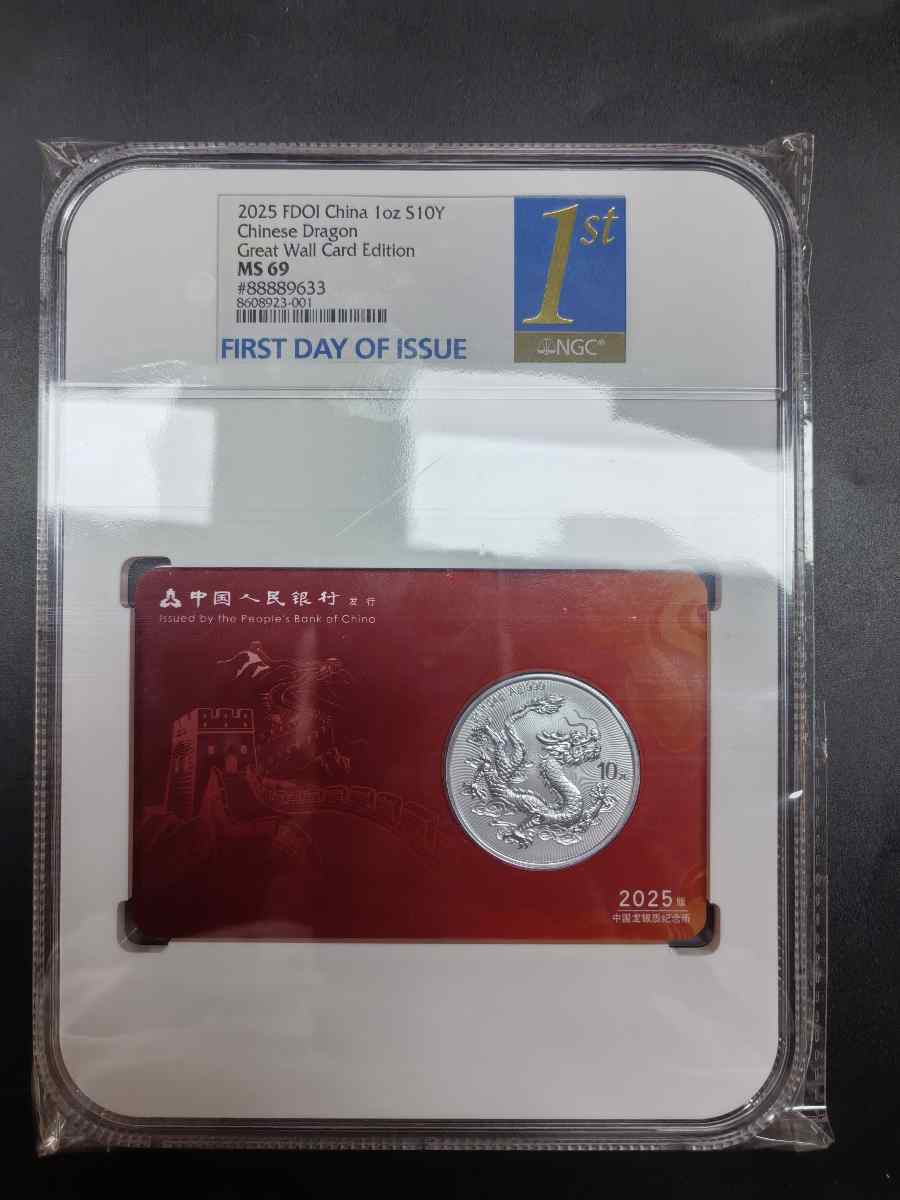 2025 FDOI China 1oz S10Y
Chinese Dragon
Great Wall Card Edition
MS 69
#88889633
8608923-001
FIRST DAY OF ISSUE
1st
NGC®
中国人民银行 发行
Issued by the People's Bank of China
10元
2025版
中国龙银质纪念币